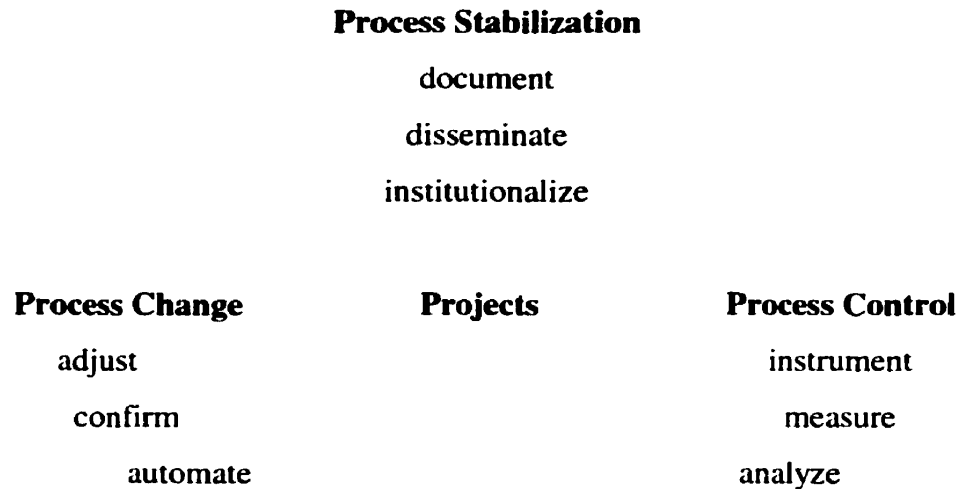 Process Stabilization
document
disseminate
institutionalize
Process Change Projects Process Control
adjust instrument
confirm measure
automate analyze